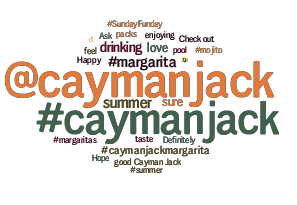 #SundayFunday
Ask packs enjoying
Check out
feel drinking love pool #mojito
Happy #margarita
@caymanjack
summer sure
#caymanjack
#margaritas taste Definitely
#caymanjackmargarita
Hope good Cayman Jack
#summer